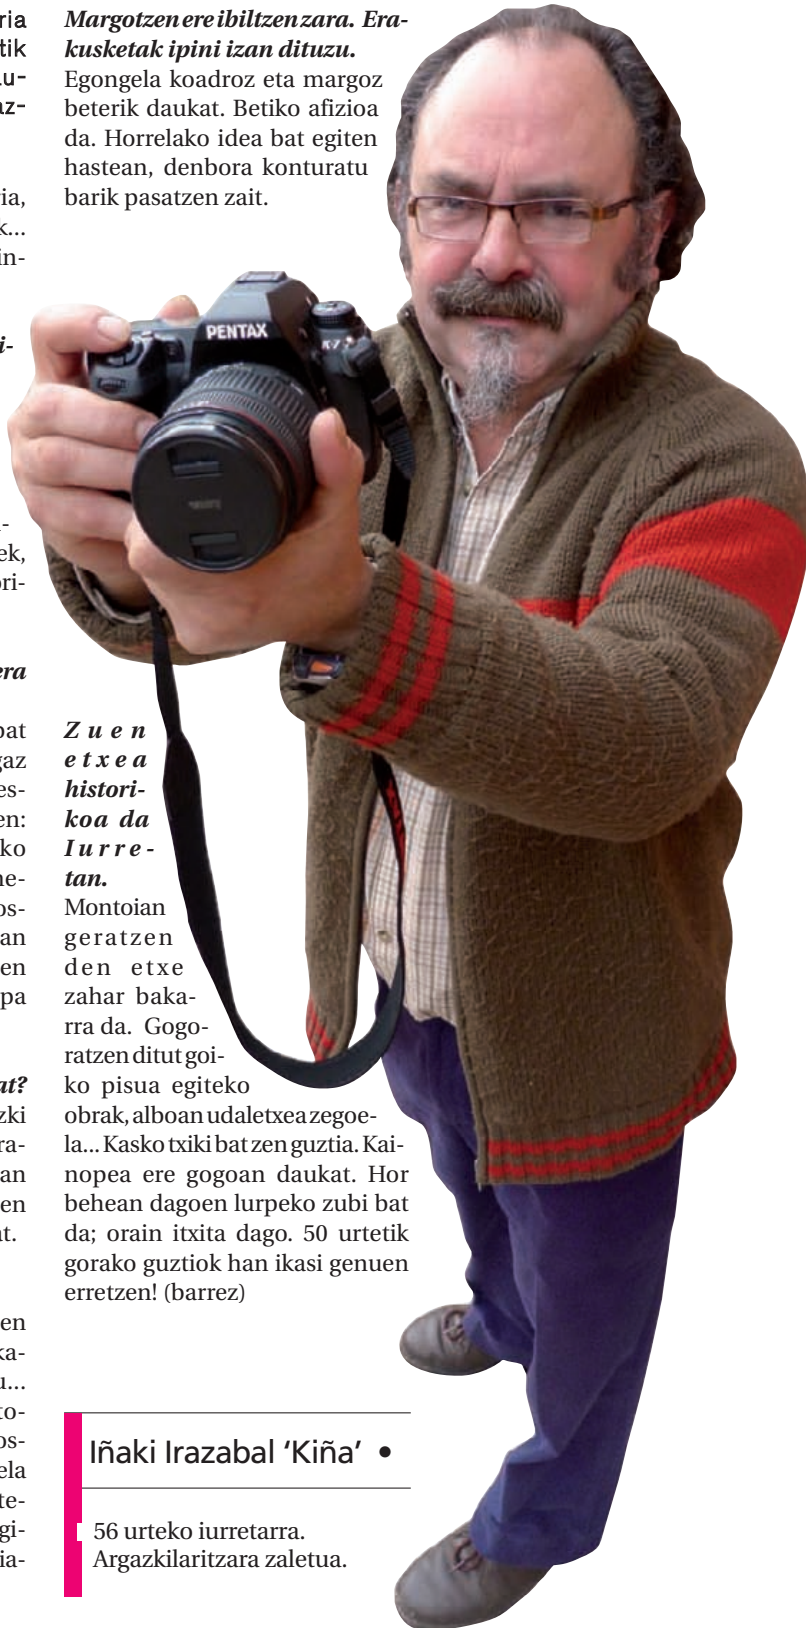 Margotzen ere ibiltzen zara. Era-
kusketak ipini izan dituzu.
Egongela koadroz eta margoz
beterik daukat. Betiko afizioa
da. Horrelako idea bat egiten
hastean, denbora konturatu
barik pasatzen zait.
PENTAX
K-7
Zuen
etxea
histori-
koa da
Iurre-
tan.
Montoian
geratzen
den etxe
zahar baka-
rra da. Gogo-
ratzen ditut goi-
ko pisua egiteko
obrak, alboan udaletxea zegoe-
la... Kasko txiki bat zen guztia. Kai-
nopea ere gogoan daukat. Hor
behean dagoen lurpeko zubi bat
da; orain itxita dago. 50 urtetik
gorako guztiok han ikasi genuen
erretzen! (barrez)
Iñaki Irazabal ‘Kiña’ •
56 urteko iurretarra.
Argazkilaritzara zaletua.